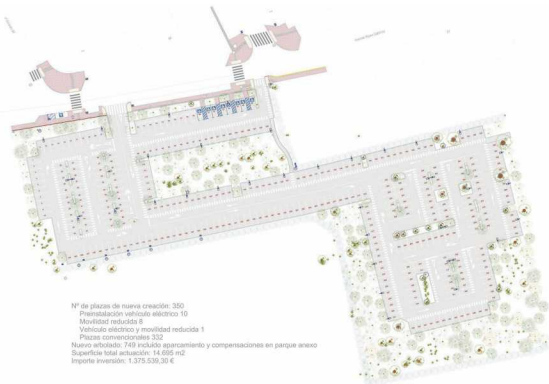 Nº de plazas de nueva creación: 350
Preinstalación vehículo eléctrico 10
Movilidad reducida 8
Vehículo eléctrico y movilidad reducida 1
Plazas convencionales 332
Nuevo arbolado: 749 incluido aparcamiento y compensaciones en parque anexo
Superficie total actuación: 14.695 m2
Importe inversión: 1.375.539,30 €